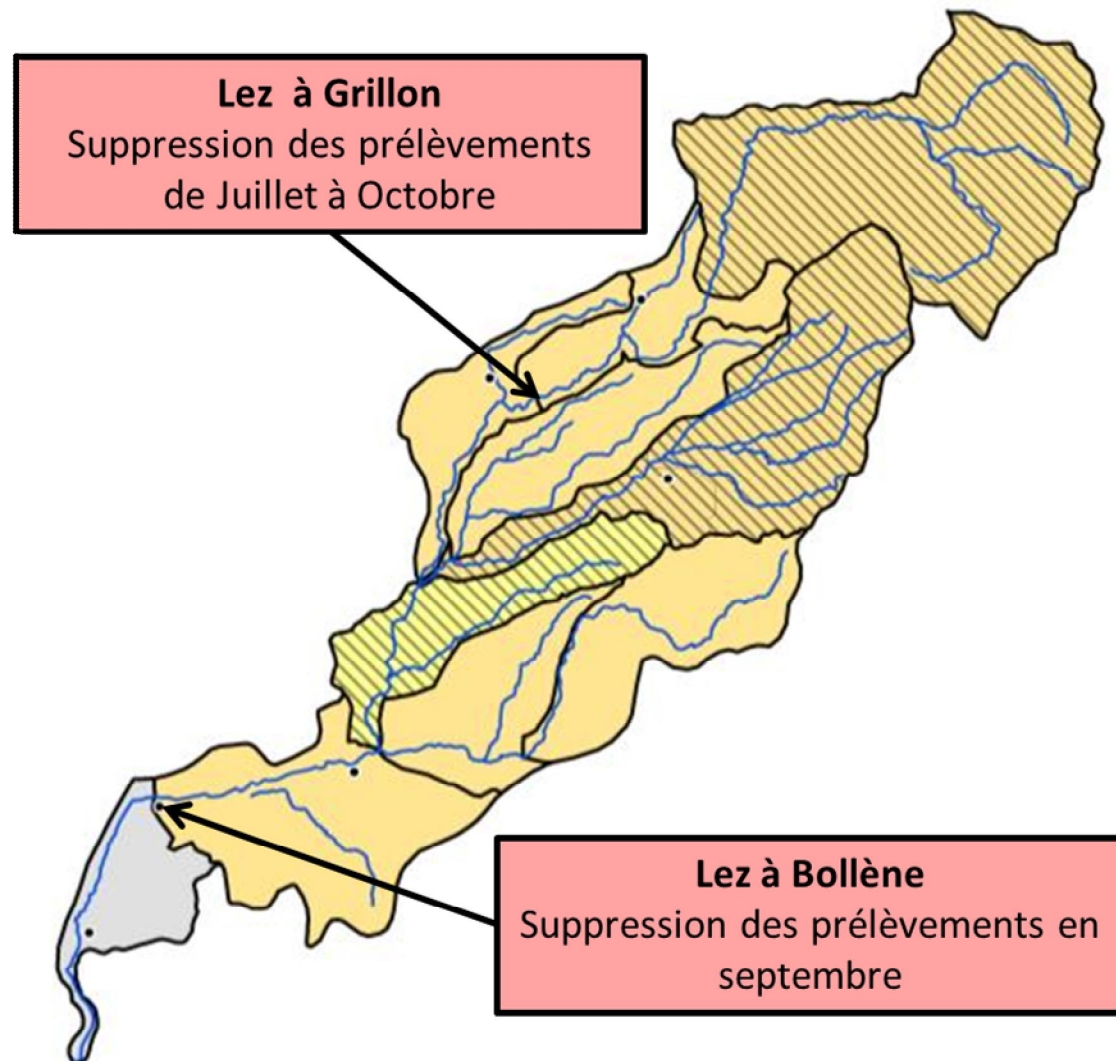 Lez à Grillon
Suppression des prélèvements
de Juillet à Octobre
Lez à Bollène
Suppression des prélèvements en
septembre